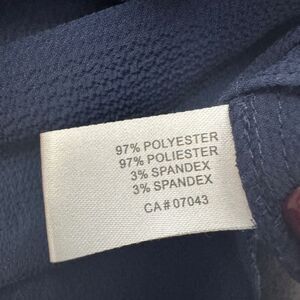 97% POLYESTER
97% POLIESTER
3% SPANDEX
3% SPANDEX
CA # 07043